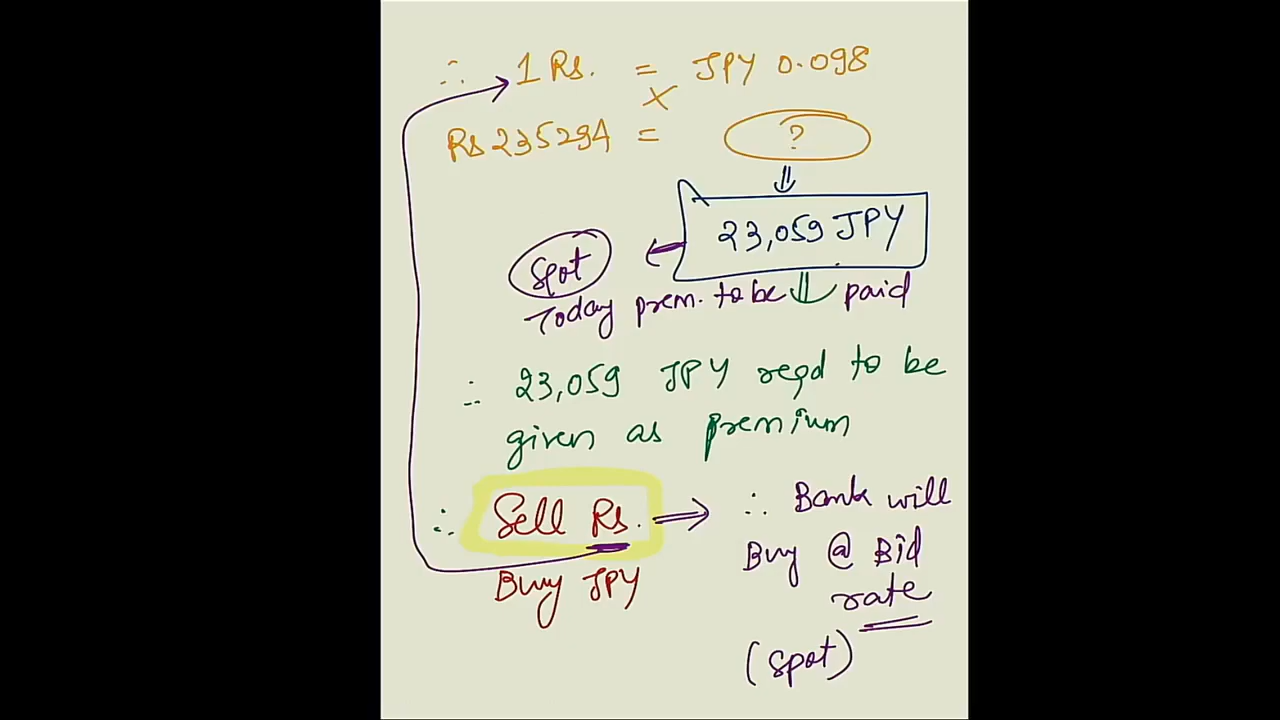 ∴ 1 Rs. = JPY 0.098
×
Rs 235294 = ?
⇓
23,059 JPY
Spot
Today prem. to be ⇓ paid
∴ 23,059 JPY reqd to be
given as premium
∴ Sell Rs. ⇒ ∴ Bank will
Buy JPY Buy @ Bid
rate
(Spot)